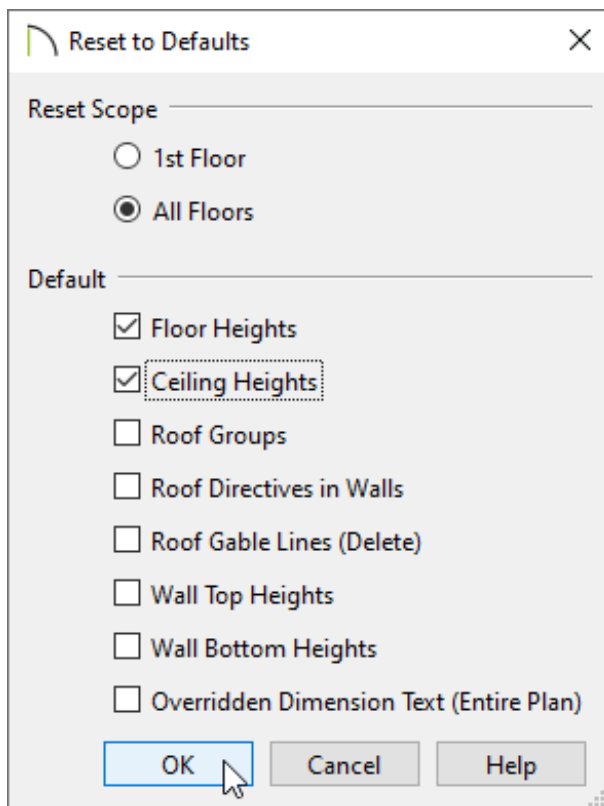 Reset to Defaults
Reset Scope
1st Floor
All Floors
Default
Floor Heights
Ceiling Heights
Roof Groups
Roof Directives in Walls
Roof Gable Lines (Delete)
Wall Top Heights
Wall Bottom Heights
Overridden Dimension Text (Entire Plan)
OK Cancel Help